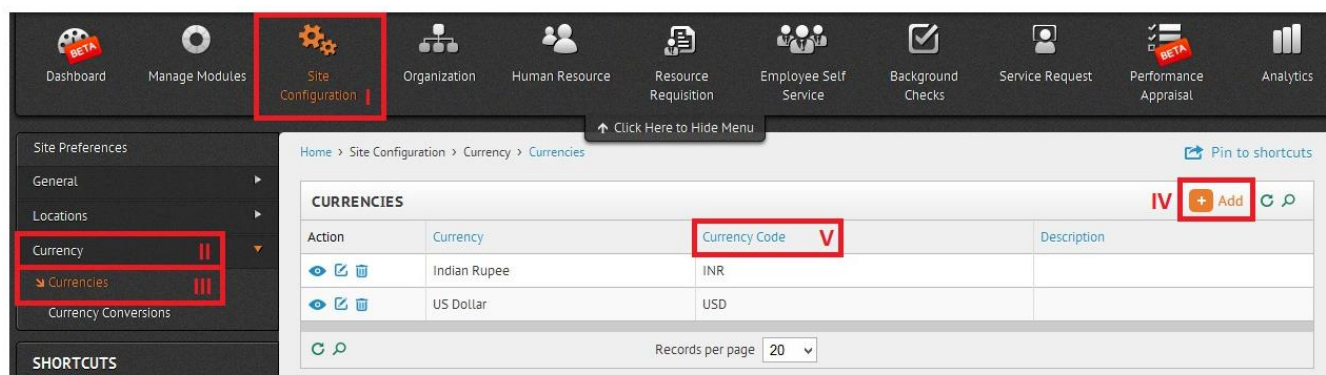 BETA
BETA
Dashboard
Manage Modules
Site
Configuration I
Organization
Human Resource
Resource
Requisition
Employee Self
Service
Background
Checks
Service Request
Performance
Appraisal
Analytics
Click Here to Hide Menu
Site Preferences
General
Locations
Currency II
Currencies III
Currency Conversions
SHORTCUTS
Home > Site Configuration > Currency > Currencies
Pin to shortcuts
CURRENCIES IV + Add
Action Currency Currency Code V Description
Indian Rupee INR
US Dollar USD
Records per page 20